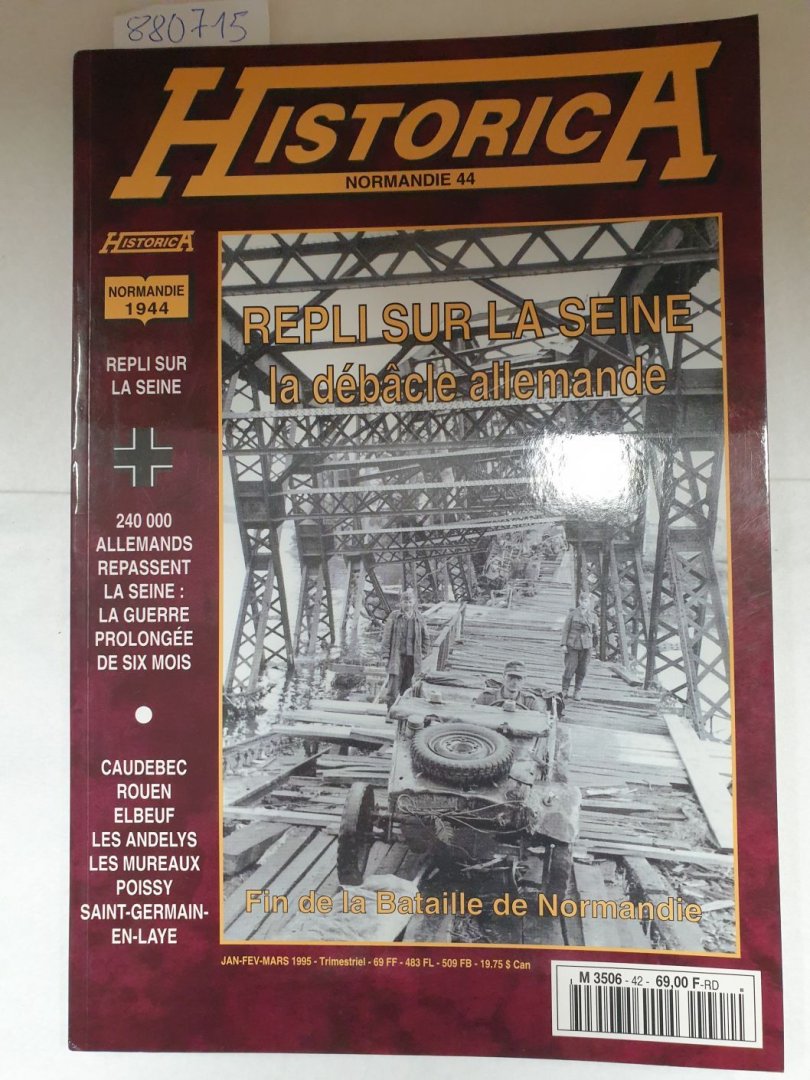 880715
HISTORICA
NORMANDIE 44
HISTORICA
NORMANDIE
1944
REPLI SUR
LA SEINE
240 000
ALLEMANDS
REPASSENT
LA SEINE :
LA GUERRE
PROLONGÉE
DE SIX MOIS
CAUDEBEC
ROUEN
ELBEUF
LES ANDELYS
LES MUREAUX
POISSY
SAINT-GERMAIN-
EN-LAYE
REPLI SUR LA SEINE
la débâcle allemande
Fin de la Bataille de Normandie
JAN-FEV-MARS 1995 - Trimestriel - 69 FF - 483 FL - 509 FB - 19.75 $ Can
M 3506 - 42 - 69,00 F-RD